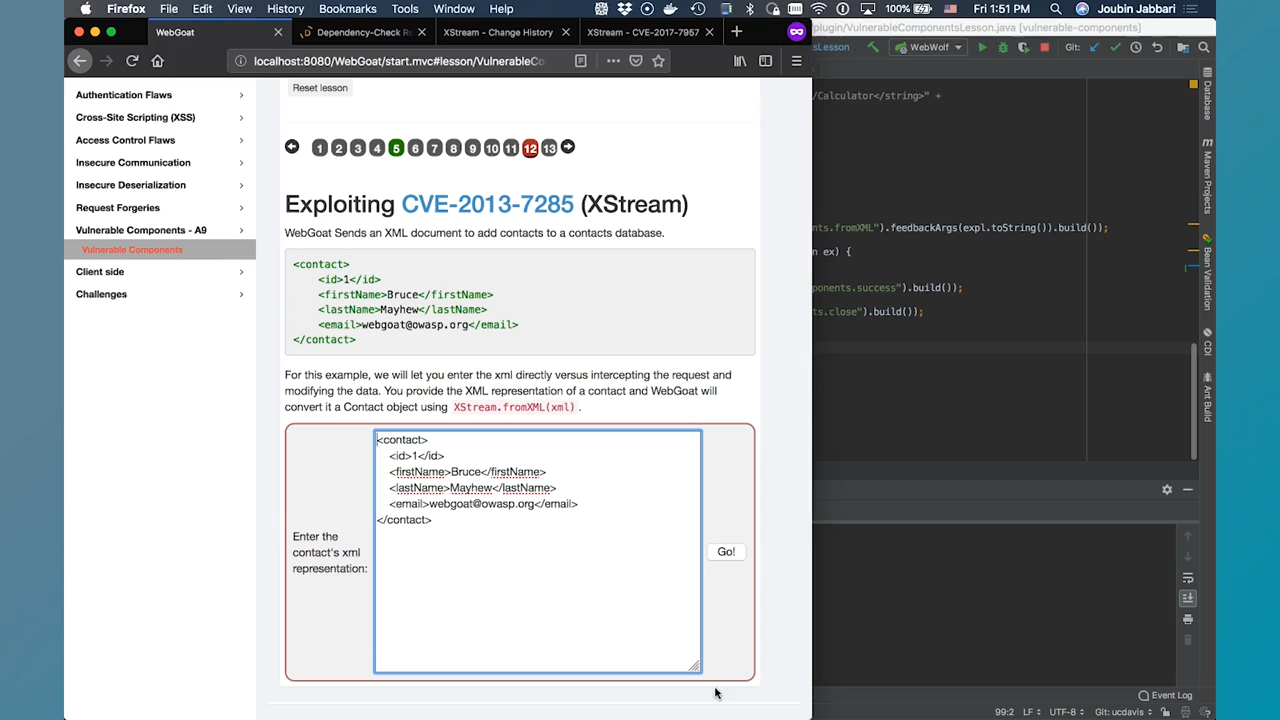 Firefox File Edit View History Bookmarks Tools Window Help 100% Fri 1:51 PM Joubin Jabbari
WebGoat Dependency-Check Re XStream - Change History XStream - CVE-2017-7957
plugin/VulnerableComponentsLesson.java [vulnerable-components]
localhost:8080/WebGoat/start.mvc#lesson/VulnerableCo
sLesson WebWolf Git:
Authentication Flaws
Cross-Site Scripting (XSS)
Access Control Flaws
Insecure Communication
Insecure Deserialization
Request Forgeries
Vulnerable Components - A9
Vulnerable Components
Client side
Challenges
Reset lesson
1 2 3 4 5 6 7 8 9 10 11 12 13
Exploiting CVE-2013-7285 (XStream)
WebGoat Sends an XML document to add contacts to a contacts database.
<contact>
<id>1</id>
<firstName>Bruce</firstName>
<lastName>Mayhew</lastName>
<email>webgoat@owasp.org</email>
</contact>
For this example, we will let you enter the xml directly versus intercepting the request and
modifying the data. You provide the XML representation of a contact and WebGoat will
convert it a Contact object using XStream.fromXML(xml) .
Enter the
contact's xml
representation:
<contact>
<id>1</id>
<firstName>Bruce</firstName>
<lastName>Mayhew</lastName>
<email>webgoat@owasp.org</email>
</contact>
Go!
/Calculator</string>" +
nts.fromXML").feedbackArgs(expl.toString()).build());
n ex) {
ponents.success").build());
ts.close").build());
Database
Maven Projects
Bean Validation
CDI
Ant Build
Event Log
99:2 LF UTF-8 Git: ucdavis